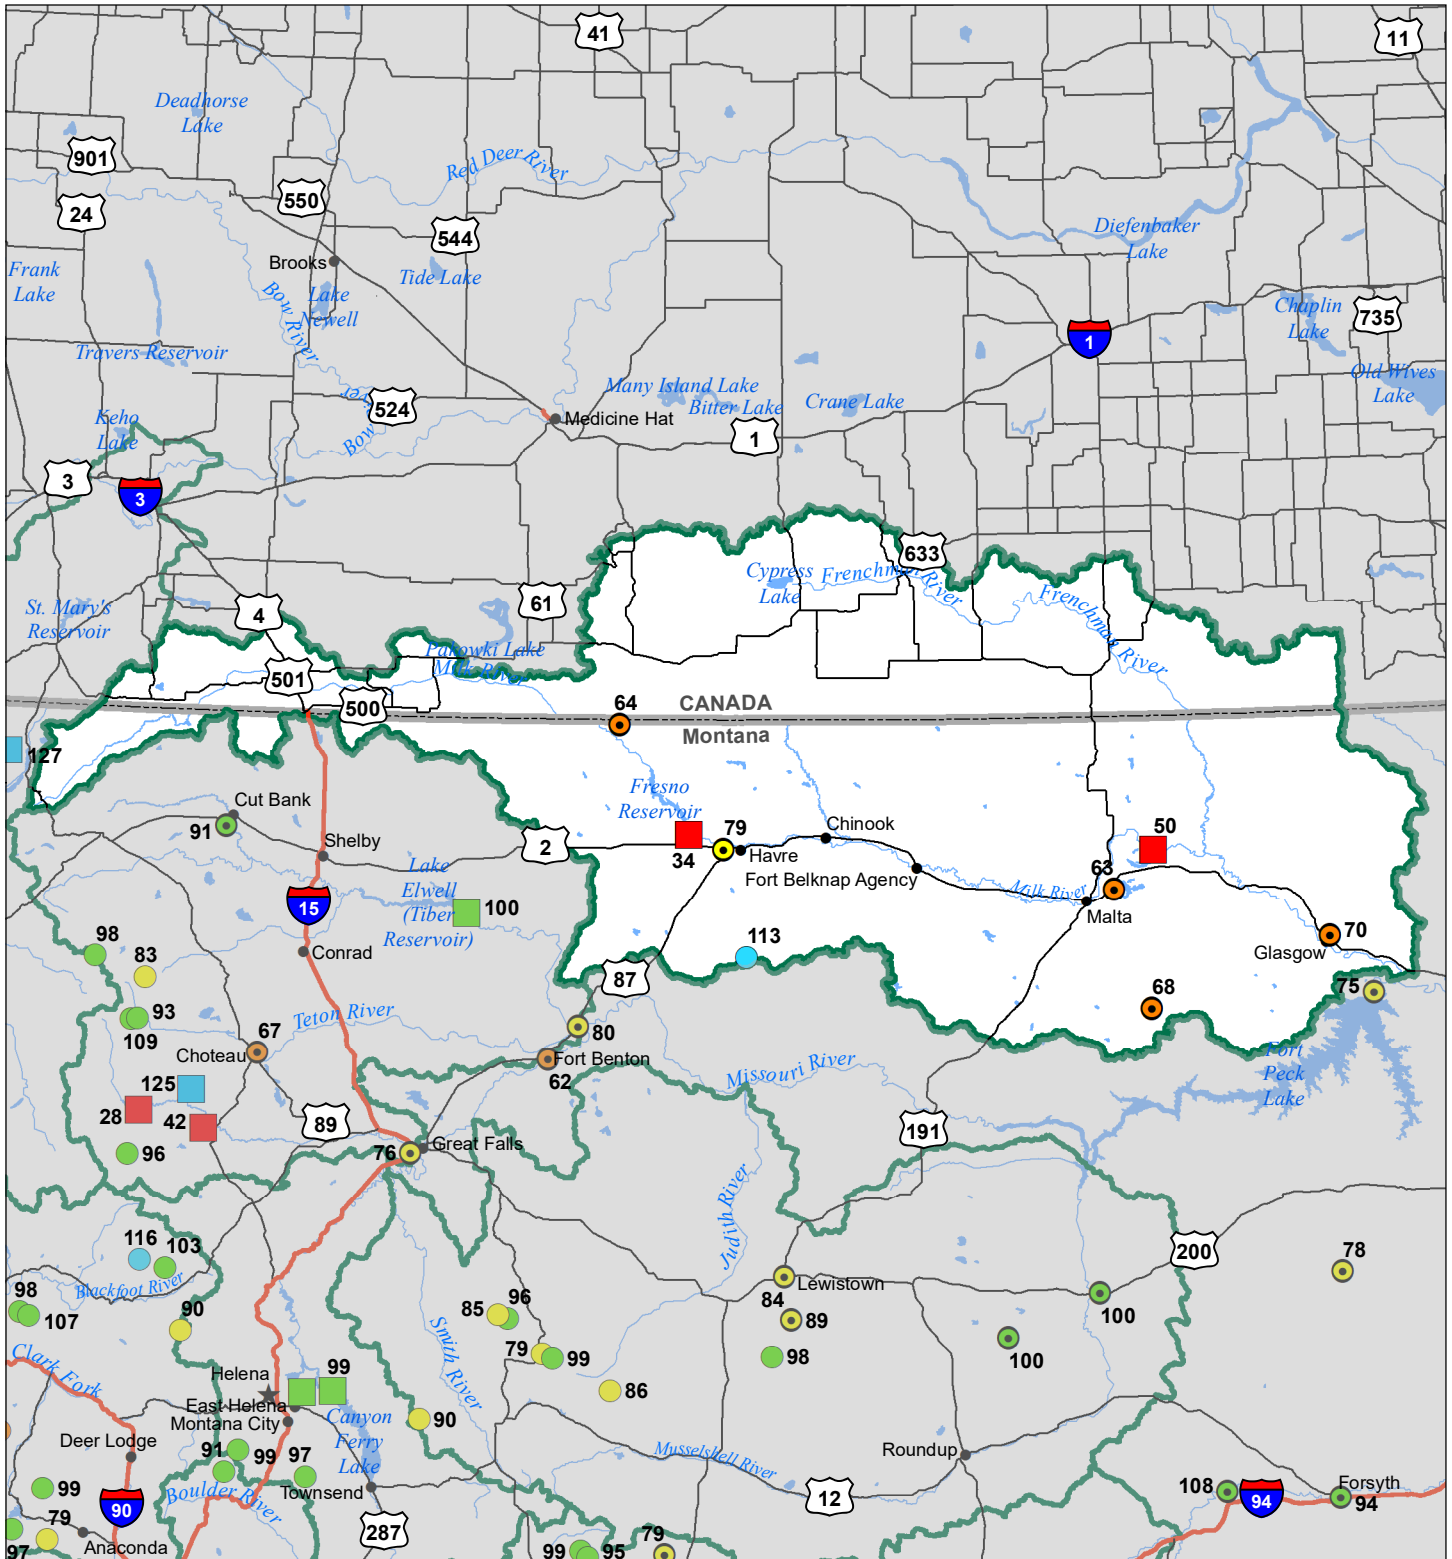 41
11
Deadhorse
Lake
901
Red Deer River
550
24
544
Diefenbaker
Lake
Brooks
Frank
Lake
Tide Lake
Bow River
Lake
Newell
Chaplin
Lake
735
1
Travers Reservoir
Many Island Lake
Bitter Lake
Crane Lake
Old Wives
Lake
524
Bow
Keho
Lake
Medicine Hat
1
3
3
633
Cypress
Lake
Frenchman River
Frenchman River
St. Mary's
Reservoir
4
61
Pakowki Lake
Milk River
501
500
64
CANADA
Montana
127
Fresno
Reservoir
Cut Bank
91
Shelby
2
34
79
Havre
Chinook
50
Fort Belknap Agency
63
Milk River
Malta
Lake
Elwell
(Tiber
Reservoir)
100
15
98
83
Conrad
113
87
70
Glasgow
75
68
93
109
Teton River
80
67
Choteau
Fort Benton
62
Missouri River
Fort
Peck
Lake
125
28
42
89
191
96
76
Great Falls
Judith River
116
103
200
78
Blackfoot River
98
107
90
85
96
Lewistown
84
89
100
Smith River
79
99
98
100
Clark Fork
Helena
99
86
East Helena
Montana City
Canyon
Ferry
Lake
90
Deer Lodge
91
99
97
Musselshell River
Roundup
99
Boulder River
Townsend
12
108
94
Forsyth
94
90
79
287
97
Anaconda
99
95
79